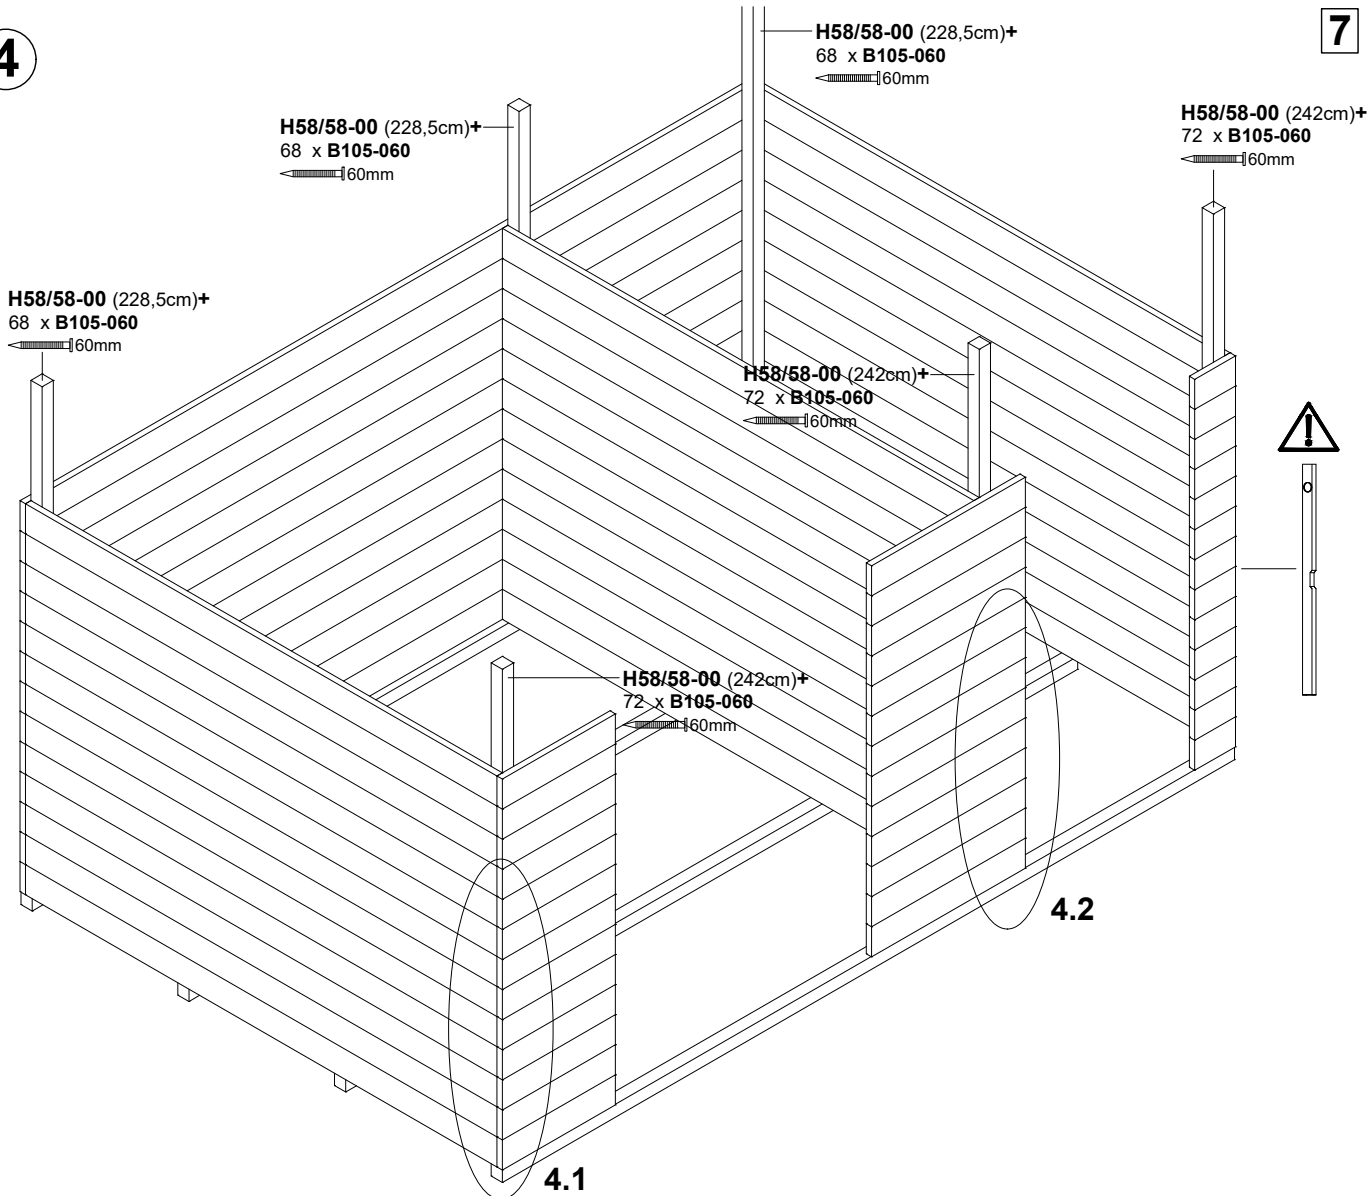 4
7
H58/58-00 (228,5cm)+
68 x B105-060
60mm
H58/58-00 (228,5cm)+
68 x B105-060
60mm
H58/58-00 (242cm)+
72 x B105-060
60mm
H58/58-00 (228,5cm)+
68 x B105-060
60mm
H58/58-00 (242cm)+
72 x B105-060
60mm
H58/58-00 (242cm)+
72 x B105-060
60mm
4.2
4.1